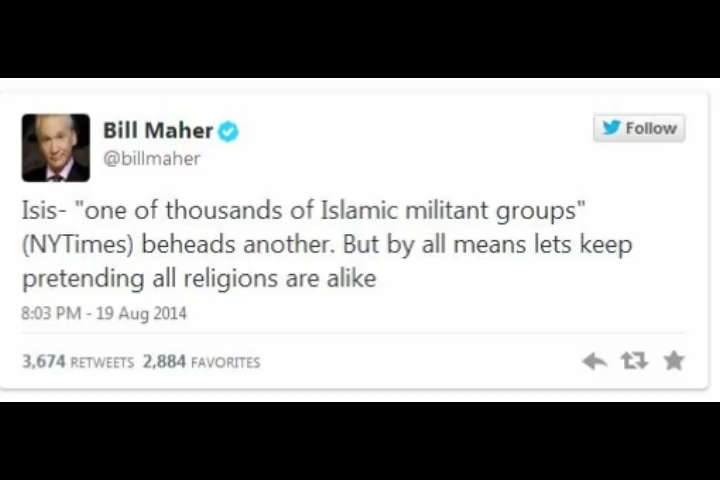 Bill Maher
Follow
@billmaher
Isis- "one of thousands of Islamic militant groups"
(NYTimes) beheads another. But by all means lets keep
pretending all religions are alike
8:03 PM - 19 Aug 2014
3,674 RETWEETS 2,884 FAVORITES